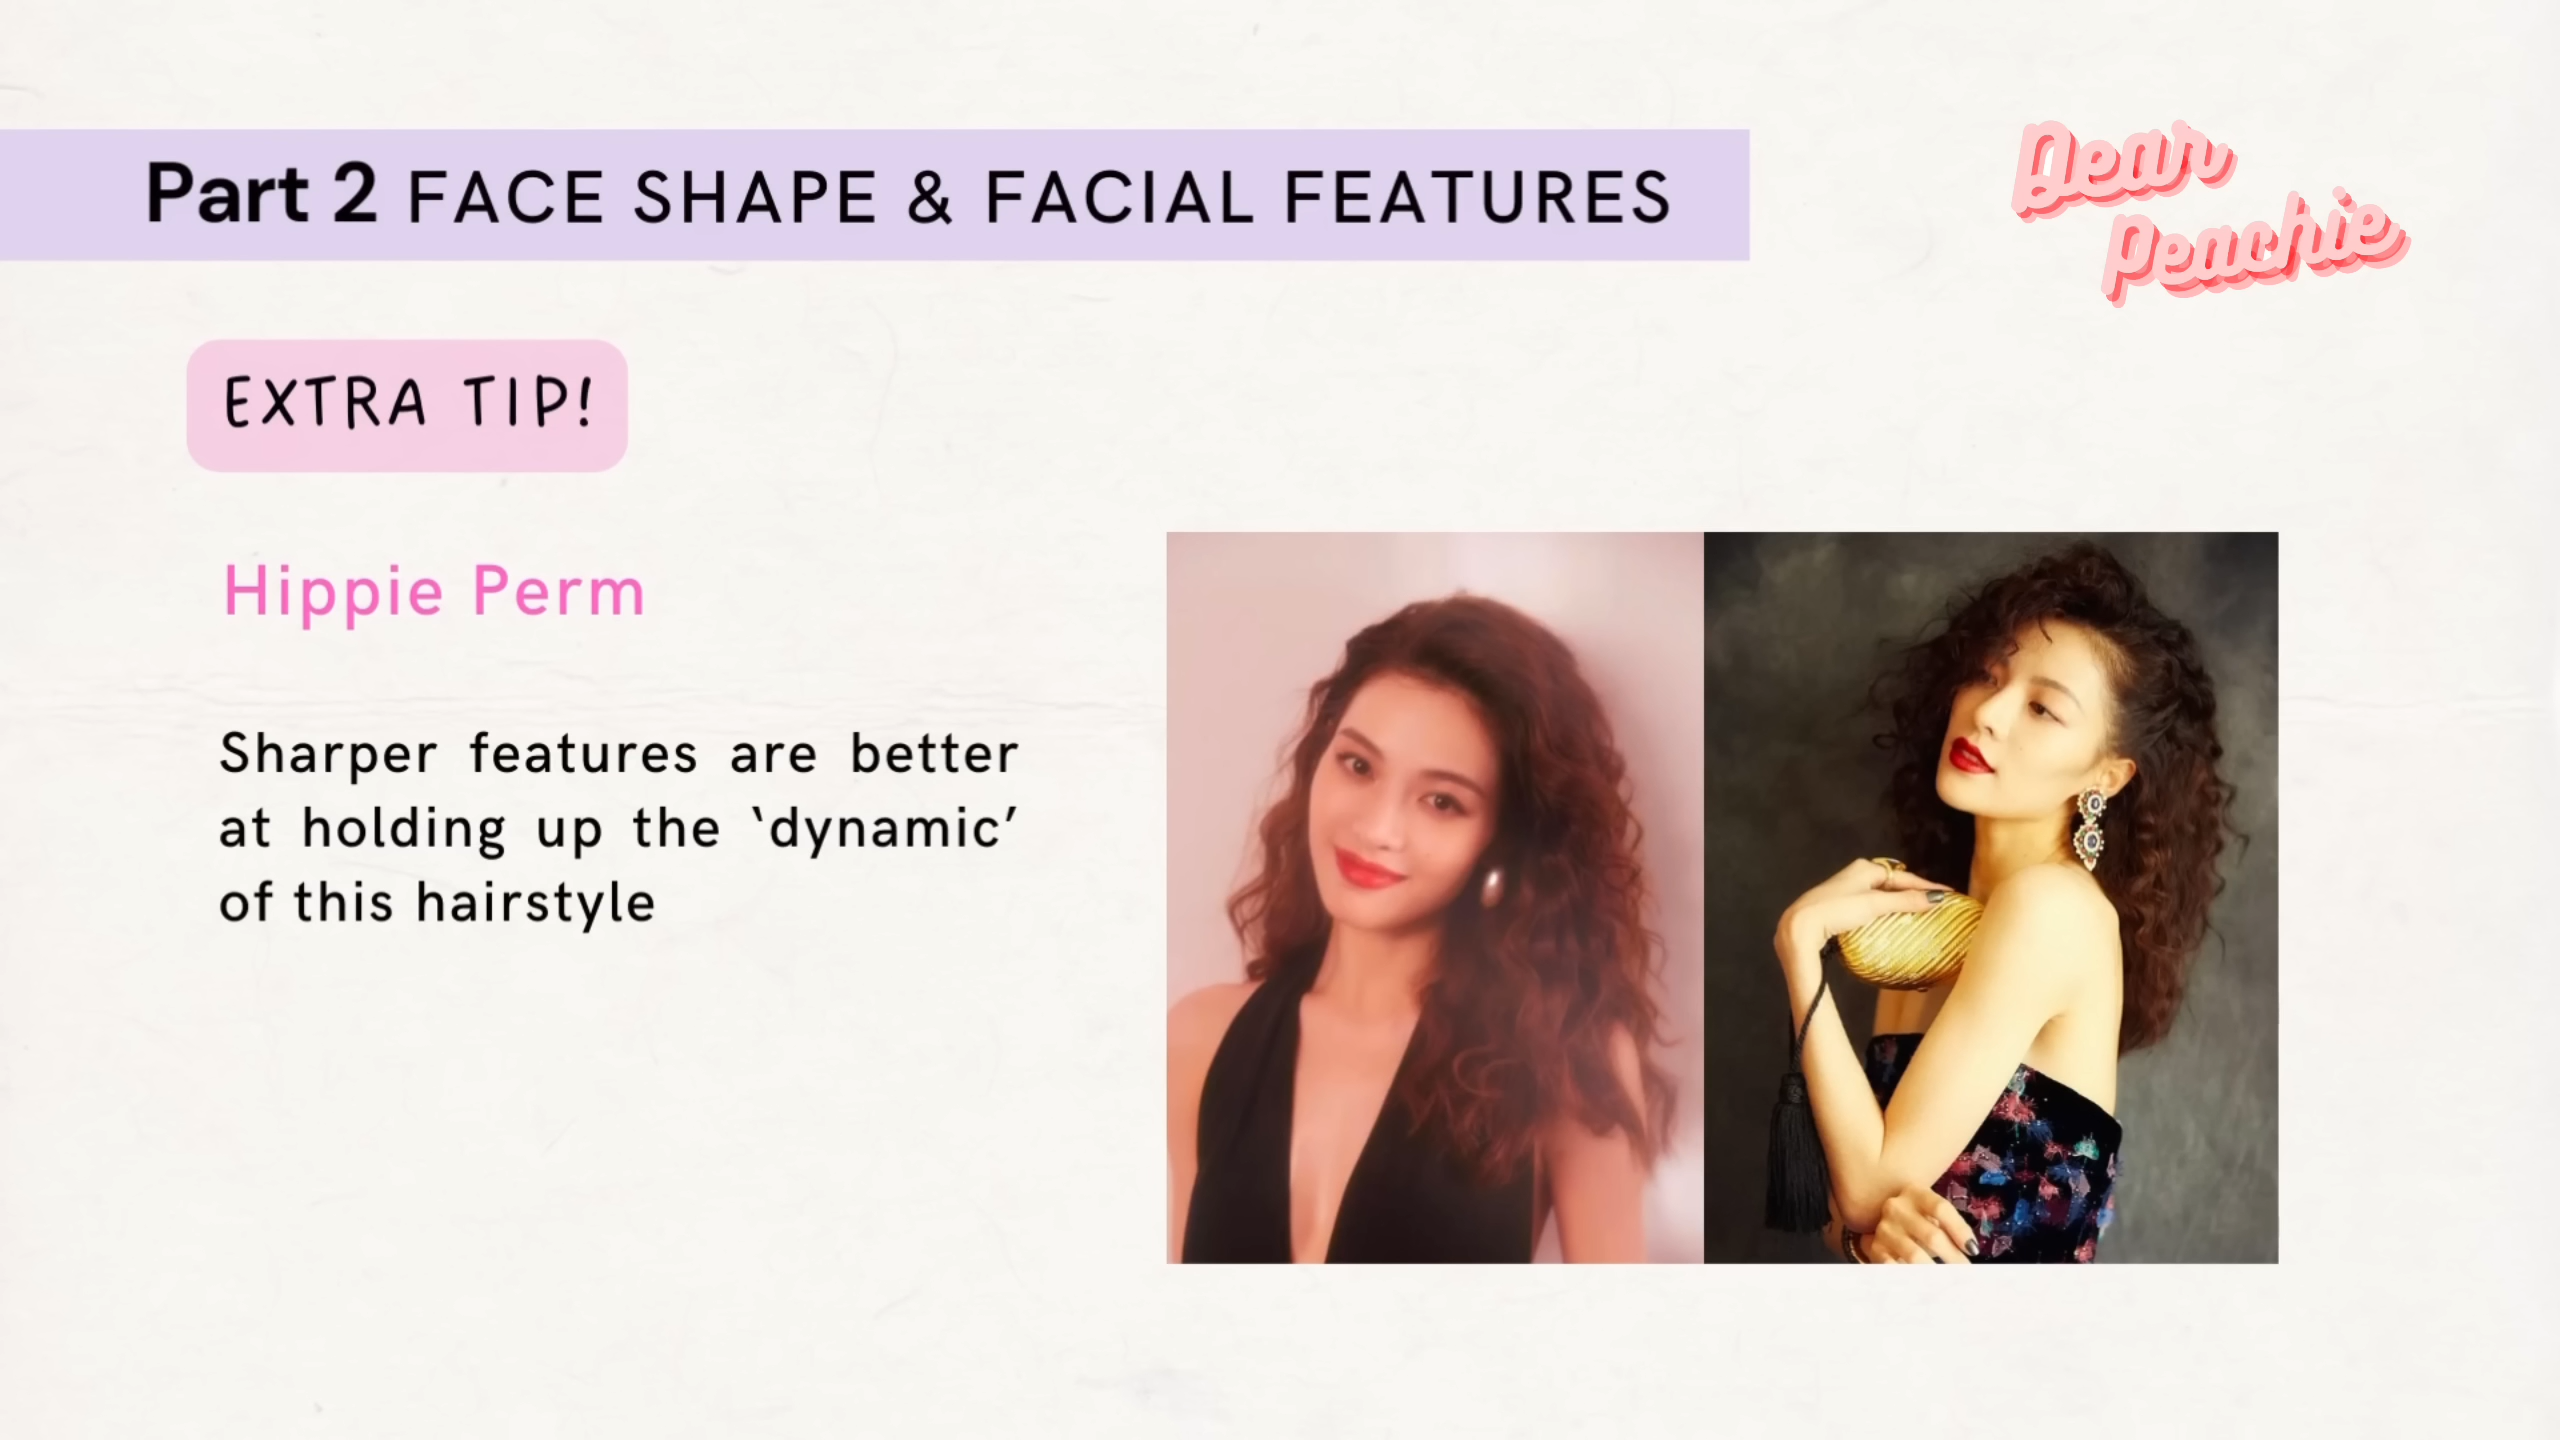 Part 2 FACE SHAPE & FACIAL FEATURES
Dear
Peachie
EXTRA TIP!
Hippie Perm
Sharper features are better
at holding up the ‘dynamic’
of this hairstyle